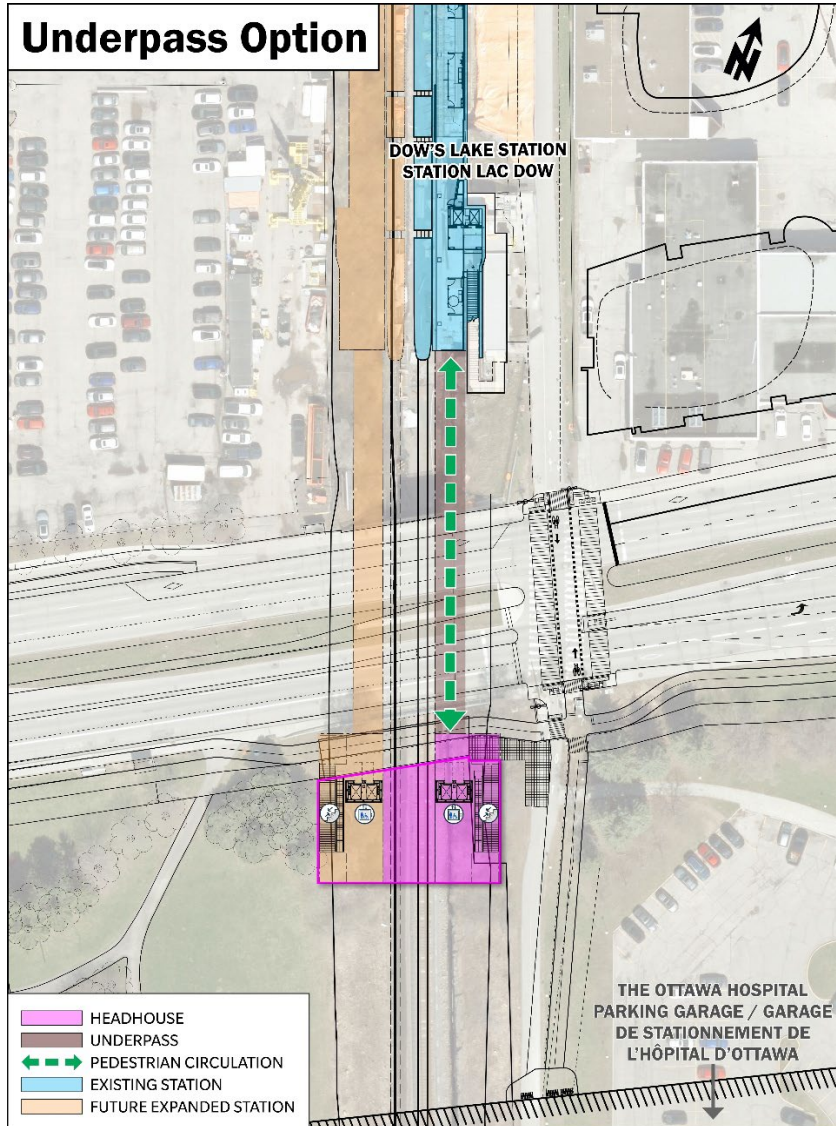 Underpass Option
N
DOW'S LAKE STATION
STATION LAC DOW
HEADHOUSE
UNDERPASS
PEDESTRIAN CIRCULATION
EXISTING STATION
FUTURE EXPANDED STATION
THE OTTAWA HOSPITAL
PARKING GARAGE / GARAGE
DE STATIONNEMENT DE
L'HÔPITAL D'OTTAWA